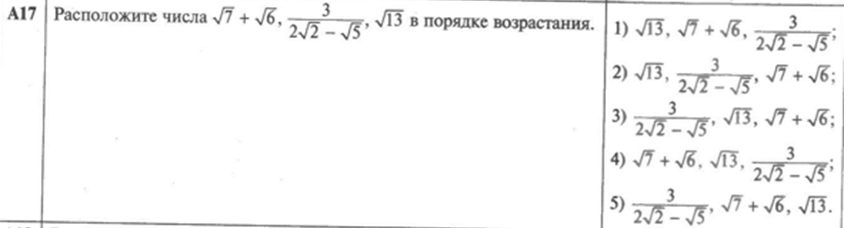 А17 Расположите числа √7 + √6, 3/(2√2 − √5), √13 в порядке возрастания.
1) √13, √7 + √6, 3/(2√2 − √5);
2) √13, 3/(2√2 − √5), √7 + √6;
3) 3/(2√2 − √5), √13, √7 + √6;
4) √7 + √6, √13, 3/(2√2 − √5);
5) 3/(2√2 − √5), √7 + √6, √13.